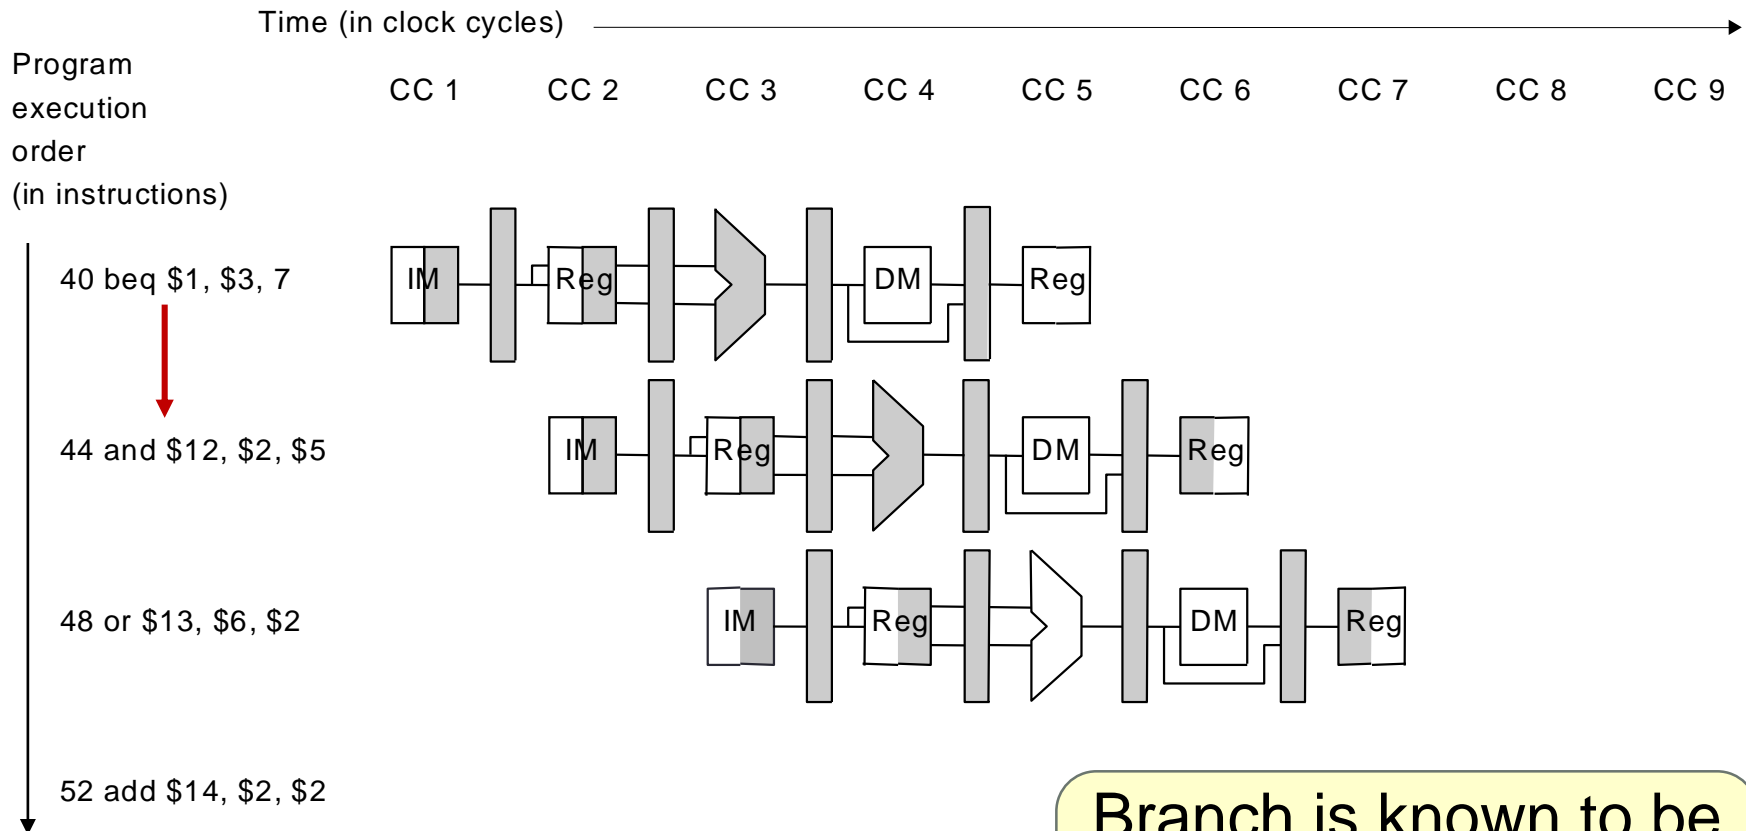 Time (in clock cycles)
Program
execution
order
(in instructions)
CC 1 CC 2 CC 3 CC 4 CC 5 CC 6 CC 7 CC 8 CC 9
40 beq $1, $3, 7
IM Reg DM Reg
44 and $12, $2, $5
IM Reg DM Reg
48 or $13, $6, $2
IM Reg DM Reg
52 add $14, $2, $2
Branch is known to be